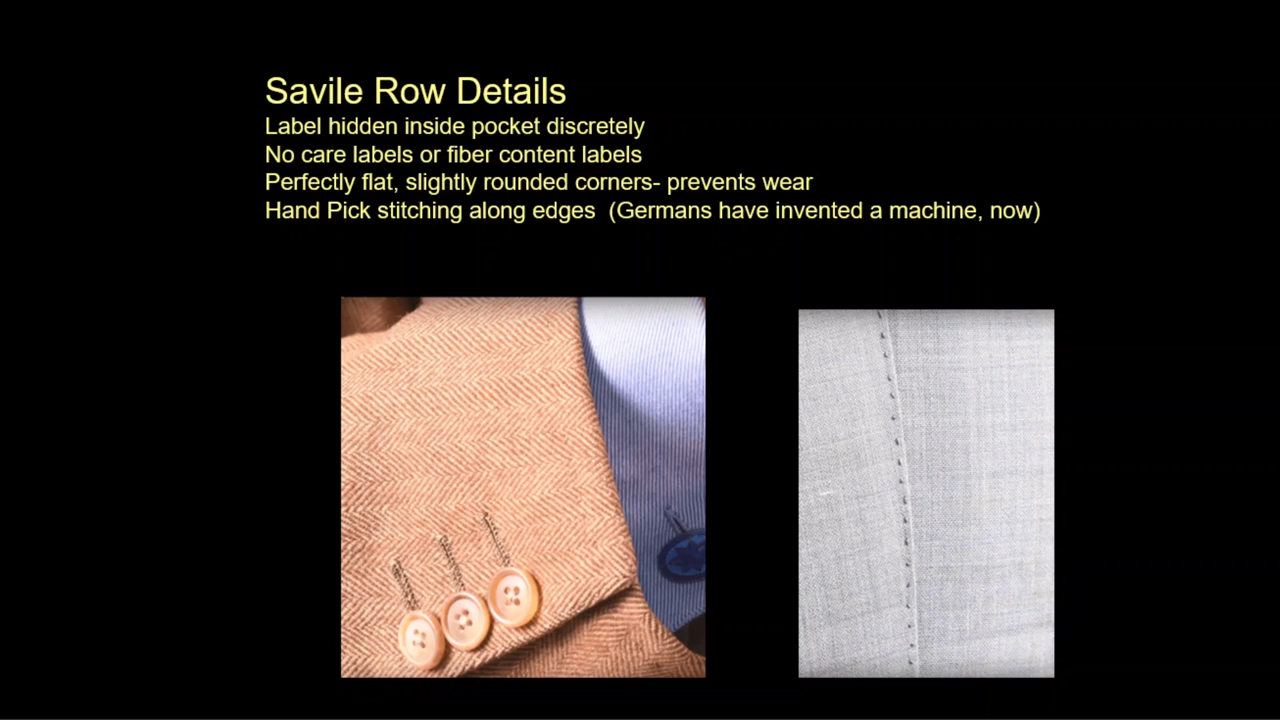 Savile Row Details
Label hidden inside pocket discretely
No care labels or fiber content labels
Perfectly flat, slightly rounded corners- prevents wear
Hand Pick stitching along edges  (Germans have invented a machine, now)